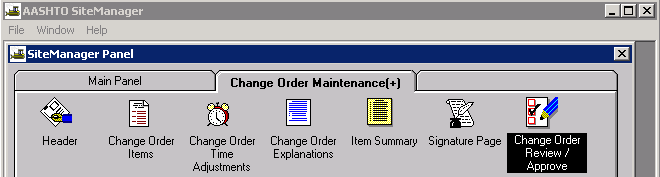 AASHTO SiteManager
File Window Help
SiteManager Panel
Main Panel
Change Order Maintenance(+)
Header
Change Order
Items
Change Order
Time
Adjustments
Change Order
Explanations
Item Summary
Signature Page
Change Order
Review /
Approve